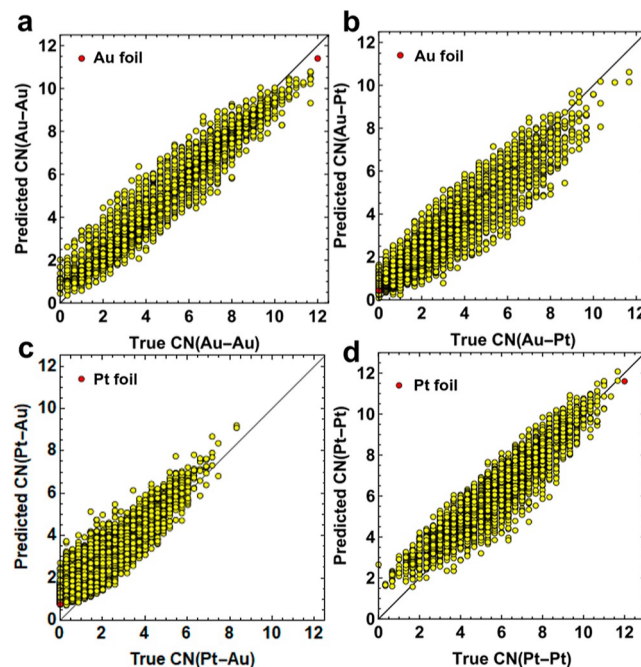 a
Au foil
12
10
8
6
4
2
0
Predicted CN(Au–Au)
0 2 4 6 8 10 12
True CN(Au–Au)
b
Au foil
12
10
8
6
4
2
0
Predicted CN(Au–Pt)
0 2 4 6 8 10 12
True CN(Au–Pt)
c
Pt foil
12
10
8
6
4
2
0
Predicted CN(Pt–Au)
0 2 4 6 8 10 12
True CN(Pt–Au)
d
Pt foil
14
12
10
8
6
4
2
0
Predicted CN(Pt–Pt)
0 2 4 6 8 10 12
True CN(Pt–Pt)